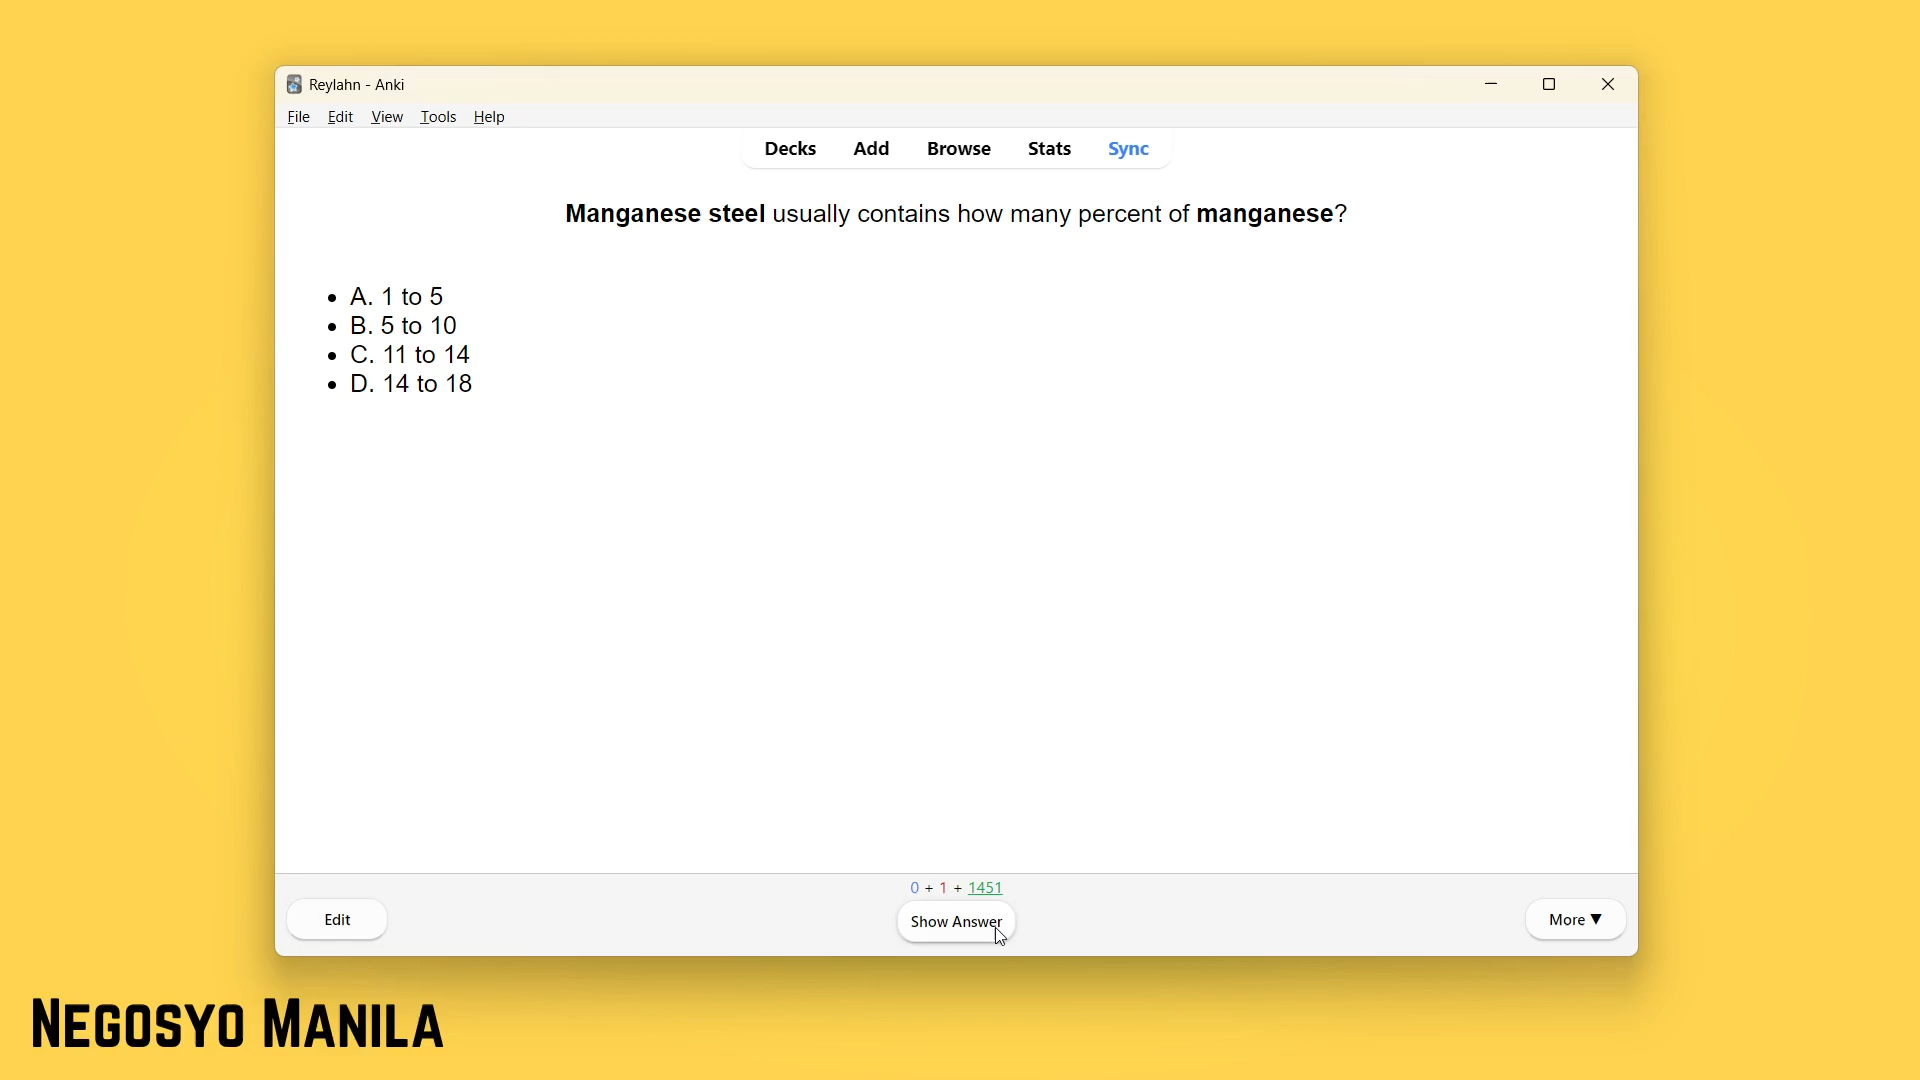 Reylahn - Anki
File Edit View Tools Help
Decks Add Browse Stats Sync
Manganese steel usually contains how many percent of manganese?
• A. 1 to 5
• B. 5 to 10
• C. 11 to 14
• D. 14 to 18
0 + 1 + 1451
Edit Show Answer More ▼
NEGOSYO MANILA